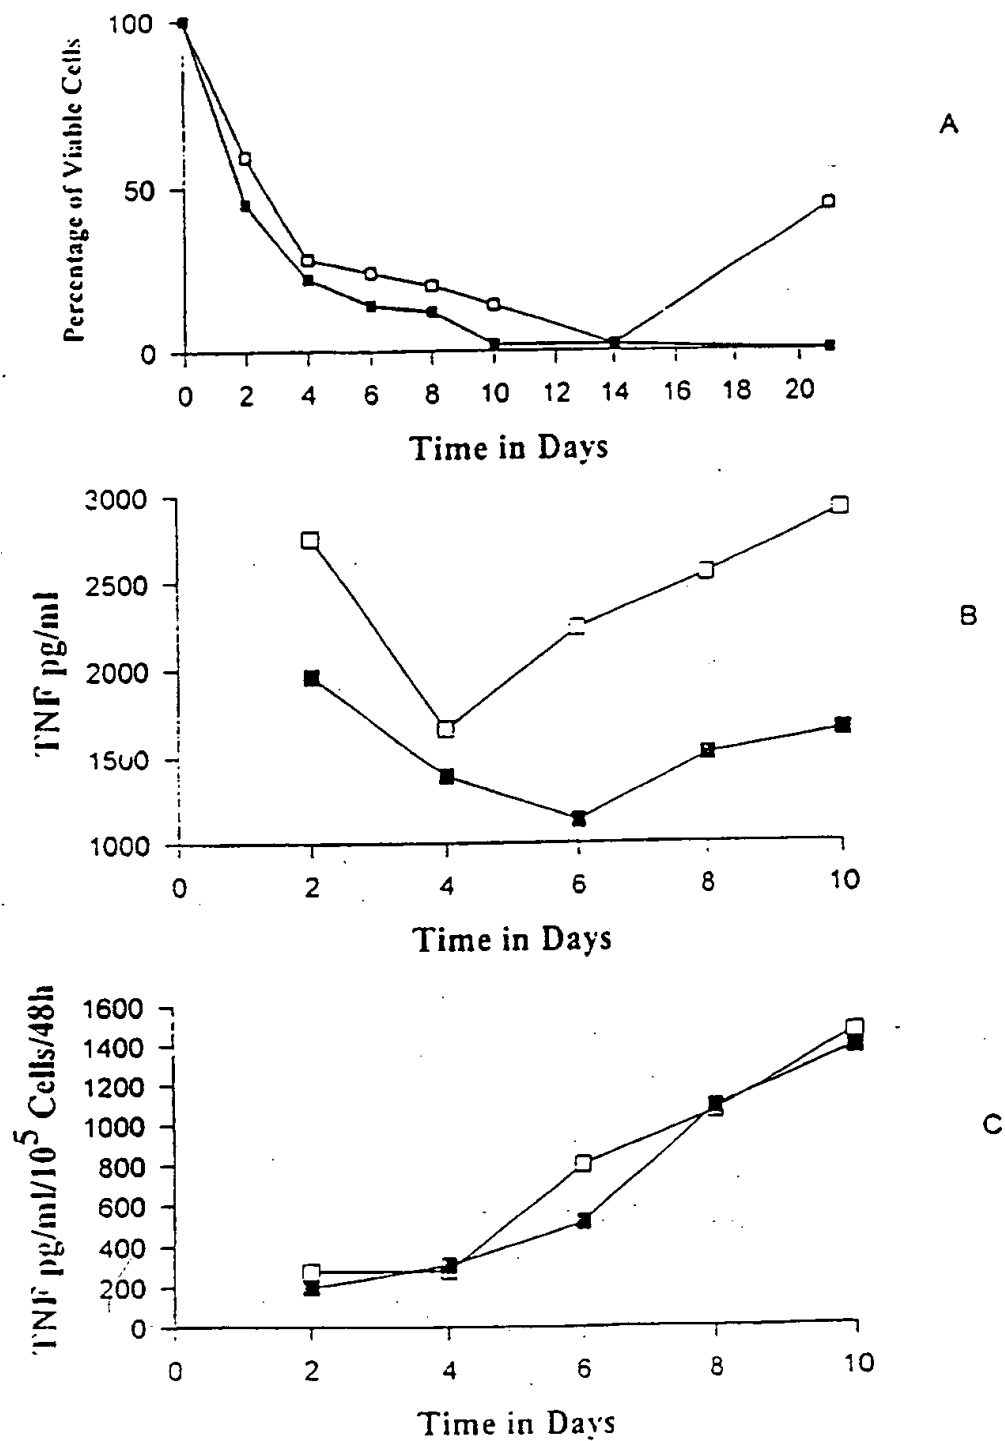 100
50
0
Percentage of Viable Cells
A
0 2 4 6 8 10 12 14 16 18 20
Time in Days
3000
2500
2000
1500
1000
TNF pg/ml
B
0 2 4 6 8 10
Time in Days
1600
1400
1200
1000
800
600
400
200
0
TNF pg/ml/10⁵ Cells/48h
C
0 2 4 6 8 10
Time in Days